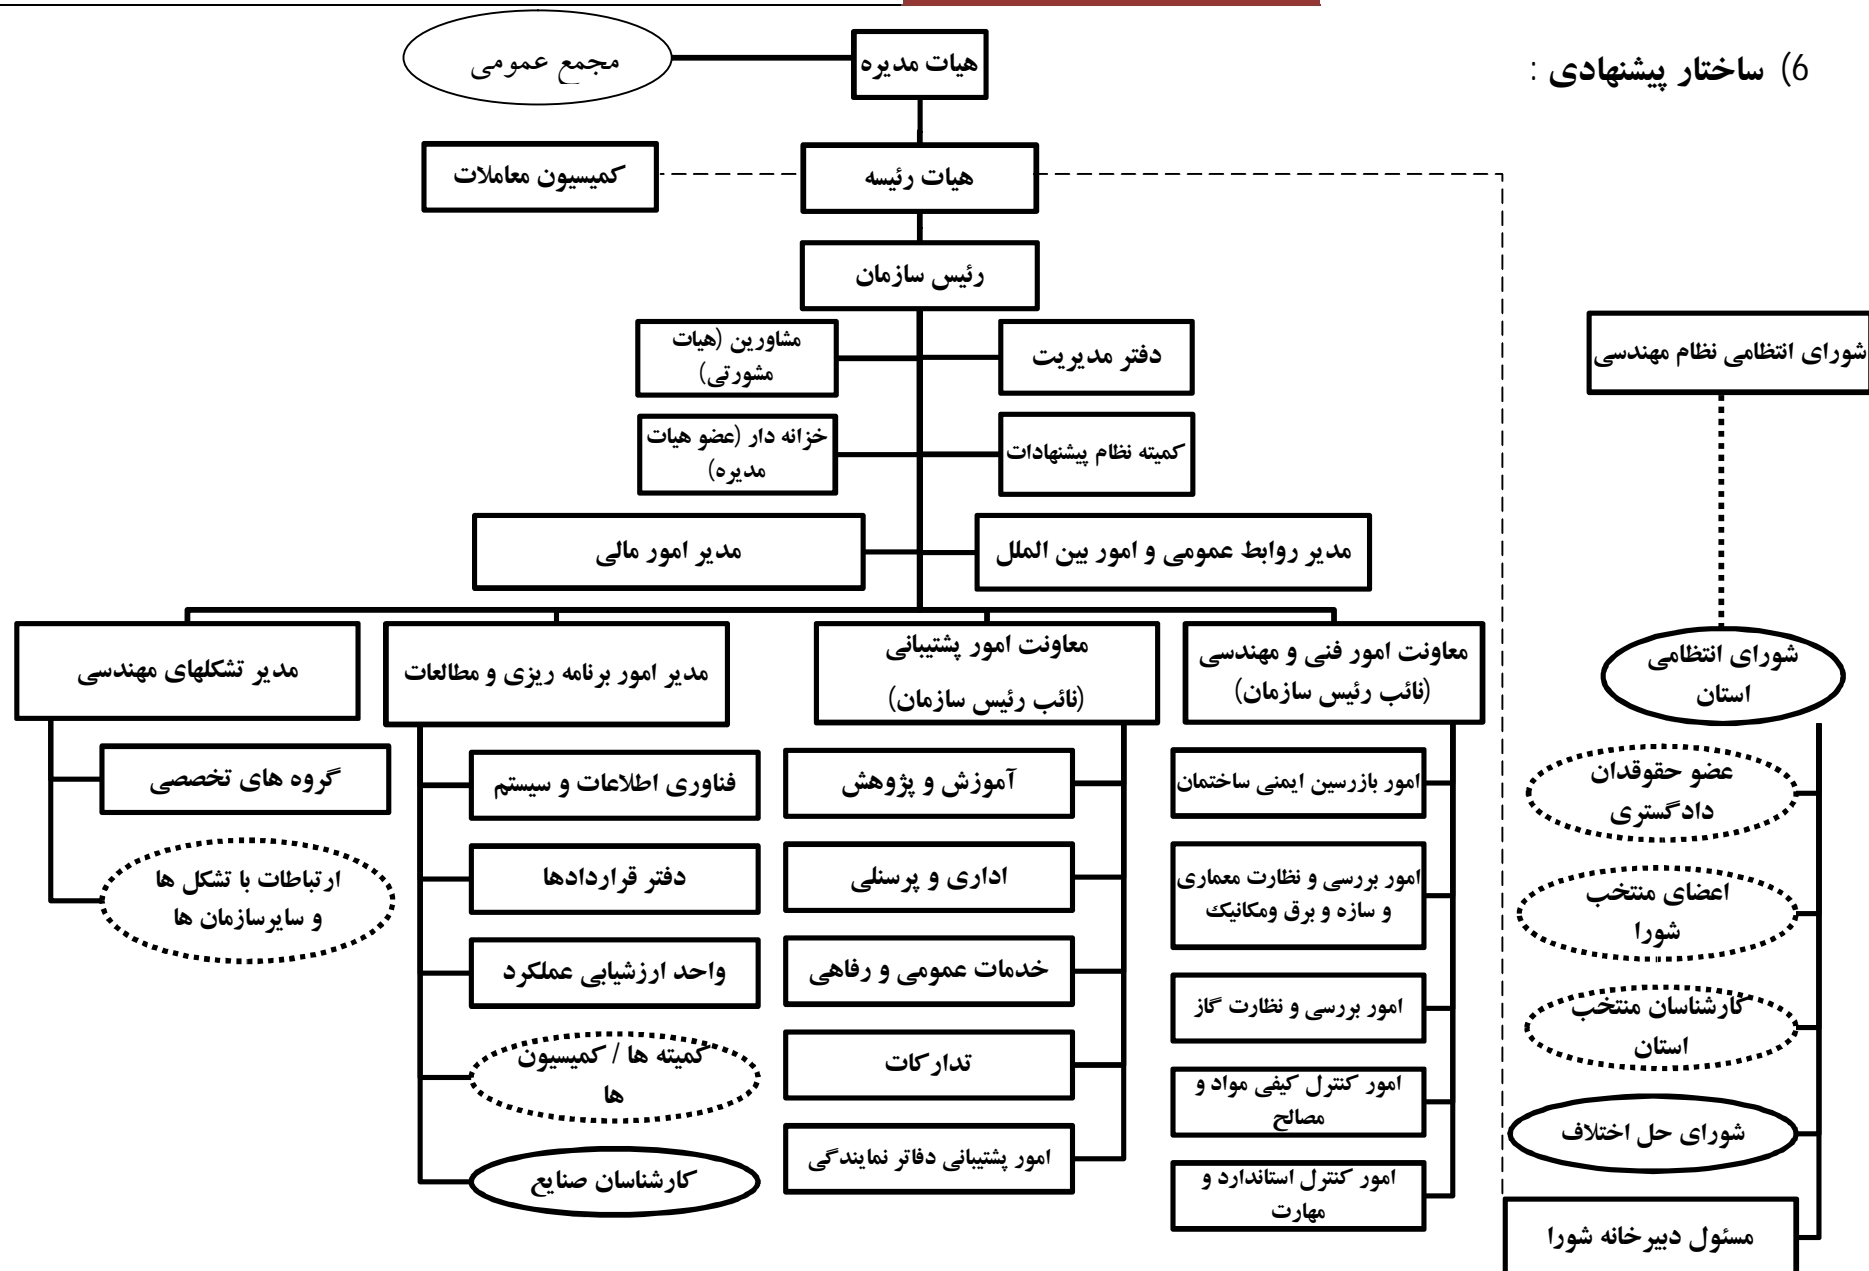 6) ساختار پیشنهادی :
مجمع عمومی
هیات مدیره
هیات رئیسه
کمیسیون معاملات
رئیس سازمان
دفتر مدیریت
مشاورین (هیات
مشورتی)
کمیته نظام پیشنهادات
خزانه دار (عضو هیات
مدیره)
مدیر روابط عمومی و امور بین الملل
مدیر امور مالی
معاونت امور فنی و مهندسی
(نائب رئیس سازمان)
امور بازرسین ایمنی ساختمان
امور بررسی و نظارت معماری
و سازه و برق ومکانیک
امور بررسی و نظارت گاز
امور کنترل کیفی مواد و
مصالح
امور کنترل استاندارد و
مهارت
معاونت امور پشتیبانی
(نائب رئیس سازمان)
آموزش و پژوهش
اداری و پرسنلی
خدمات عمومی و رفاهی
تدارکات
امور پشتیبانی دفاتر نمایندگی
مدیر امور برنامه ریزی و مطالعات
فناوری اطلاعات و سیستم
دفتر قراردادها
واحد ارزشیابی عملکرد
کمیته ها / کمیسیون
ها
کارشناسان صنایع
مدیر تشکلهای مهندسی
گروه های تخصصی
ارتباطات با تشکل ها
و سایرسازمان ها
شورای انتظامی نظام مهندسی
شورای انتظامی
استان
عضو حقوقدان
دادگستری
اعضای منتخب
شورا
کارشناسان منتخب
استان
شورای حل اختلاف
مسئول دبیرخانه شورا